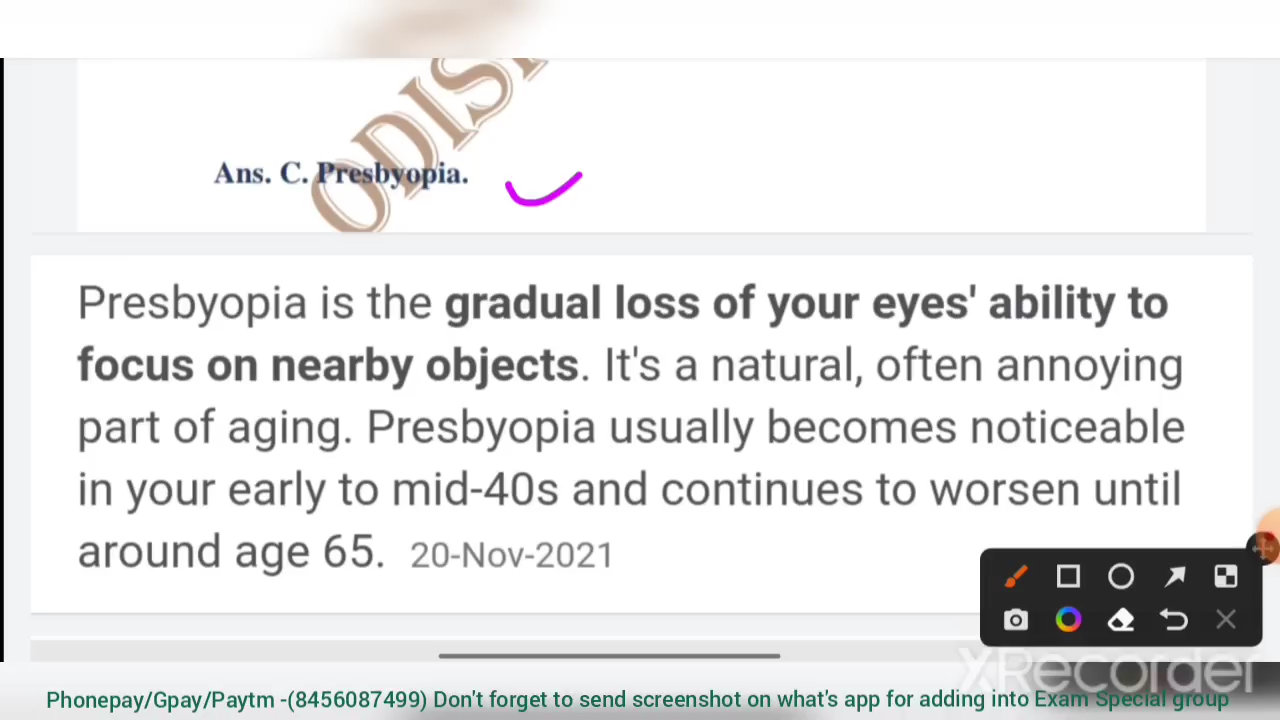 ODIS
Ans. C. Presbyopia.
Presbyopia is the gradual loss of your eyes' ability to
focus on nearby objects. It's a natural, often annoying
part of aging. Presbyopia usually becomes noticeable
in your early to mid-40s and continues to worsen until
around age 65. 20-Nov-2021
XRecorder
Phonepay/Gpay/Paytm -(8456087499) Don't forget to send screenshot on what's app for adding into Exam Special group